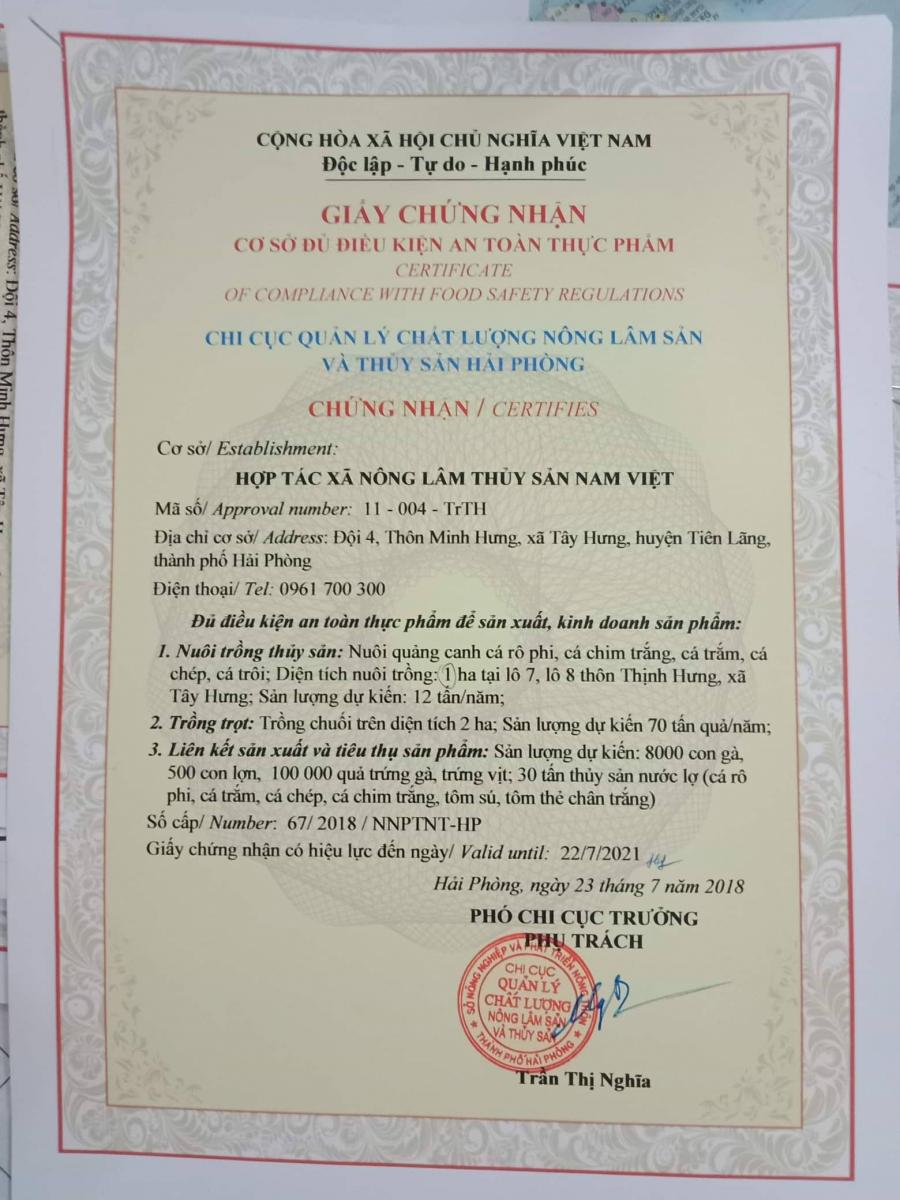 CỘNG HÒA XÃ HỘI CHỦ NGHĨA VIỆT NAM
Độc lập - Tự do - Hạnh phúc
GIẤY CHỨNG NHẬN
CƠ SỞ ĐỦ ĐIỀU KIỆN AN TOÀN THỰC PHẨM
CERTIFICATE
OF COMPLIANCE WITH FOOD SAFETY REGULATIONS
CHI CỤC QUẢN LÝ CHẤT LƯỢNG NÔNG LÂM SẢN
VÀ THỦY SẢN HẢI PHÒNG
CHỨNG NHẬN / CERTIFIES
Cơ sở/ Establishment:
HỢP TÁC XÃ NÔNG LÂM THỦY SẢN NAM VIỆT
Mã số/ Approval number: 11 - 004 - TrTH
Địa chỉ cơ sở/ Address: Đội 4, Thôn Minh Hưng, xã Tây Hưng, huyện Tiên Lãng,
thành phố Hải Phòng
Điện thoại/ Tel: 0961 700 300
Đủ điều kiện an toàn thực phẩm để sản xuất, kinh doanh sản phẩm:
1. Nuôi trồng thủy sản: Nuôi quảng canh cá rô phi, cá chim trắng, cá trắm, cá
chép, cá trôi; Diện tích nuôi trồng: 1 ha tại lô 7, lô 8 thôn Thịnh Hưng, xã
Tây Hưng; Sản lượng dự kiến: 12 tấn/năm;
2. Trồng trọt: Trồng chuối trên diện tích 2 ha; Sản lượng dự kiến 70 tấn quả/năm;
3. Liên kết sản xuất và tiêu thụ sản phẩm: Sản lượng dự kiến: 8000 con gà,
500 con lợn, 100 000 quả trứng gà, trứng vịt; 30 tấn thủy sản nước lợ (cá rô
phi, cá trắm, cá chép, cá chim trắng, tôm sú, tôm thẻ chân trắng)
Số cấp/ Number: 67/ 2018 / NNPTNT-HP
Giấy chứng nhận có hiệu lực đến ngày/ Valid until: 22/7/2021
Hải Phòng, ngày 23 tháng 7 năm 2018
PHÓ CHI CỤC TRƯỞNG
PHỤ TRÁCH
SỞ NÔNG NGHIỆP VÀ PHÁT TRIỂN NÔNG THÔN
CHI CỤC
QUẢN LÝ
CHẤT LƯỢNG
NÔNG LÂM SẢN
VÀ THỦY SẢN
THÀNH PHỐ HẢI PHÒNG
Trần Thị Nghĩa
Address: Đội 4, Thôn Minh Hưng, xã